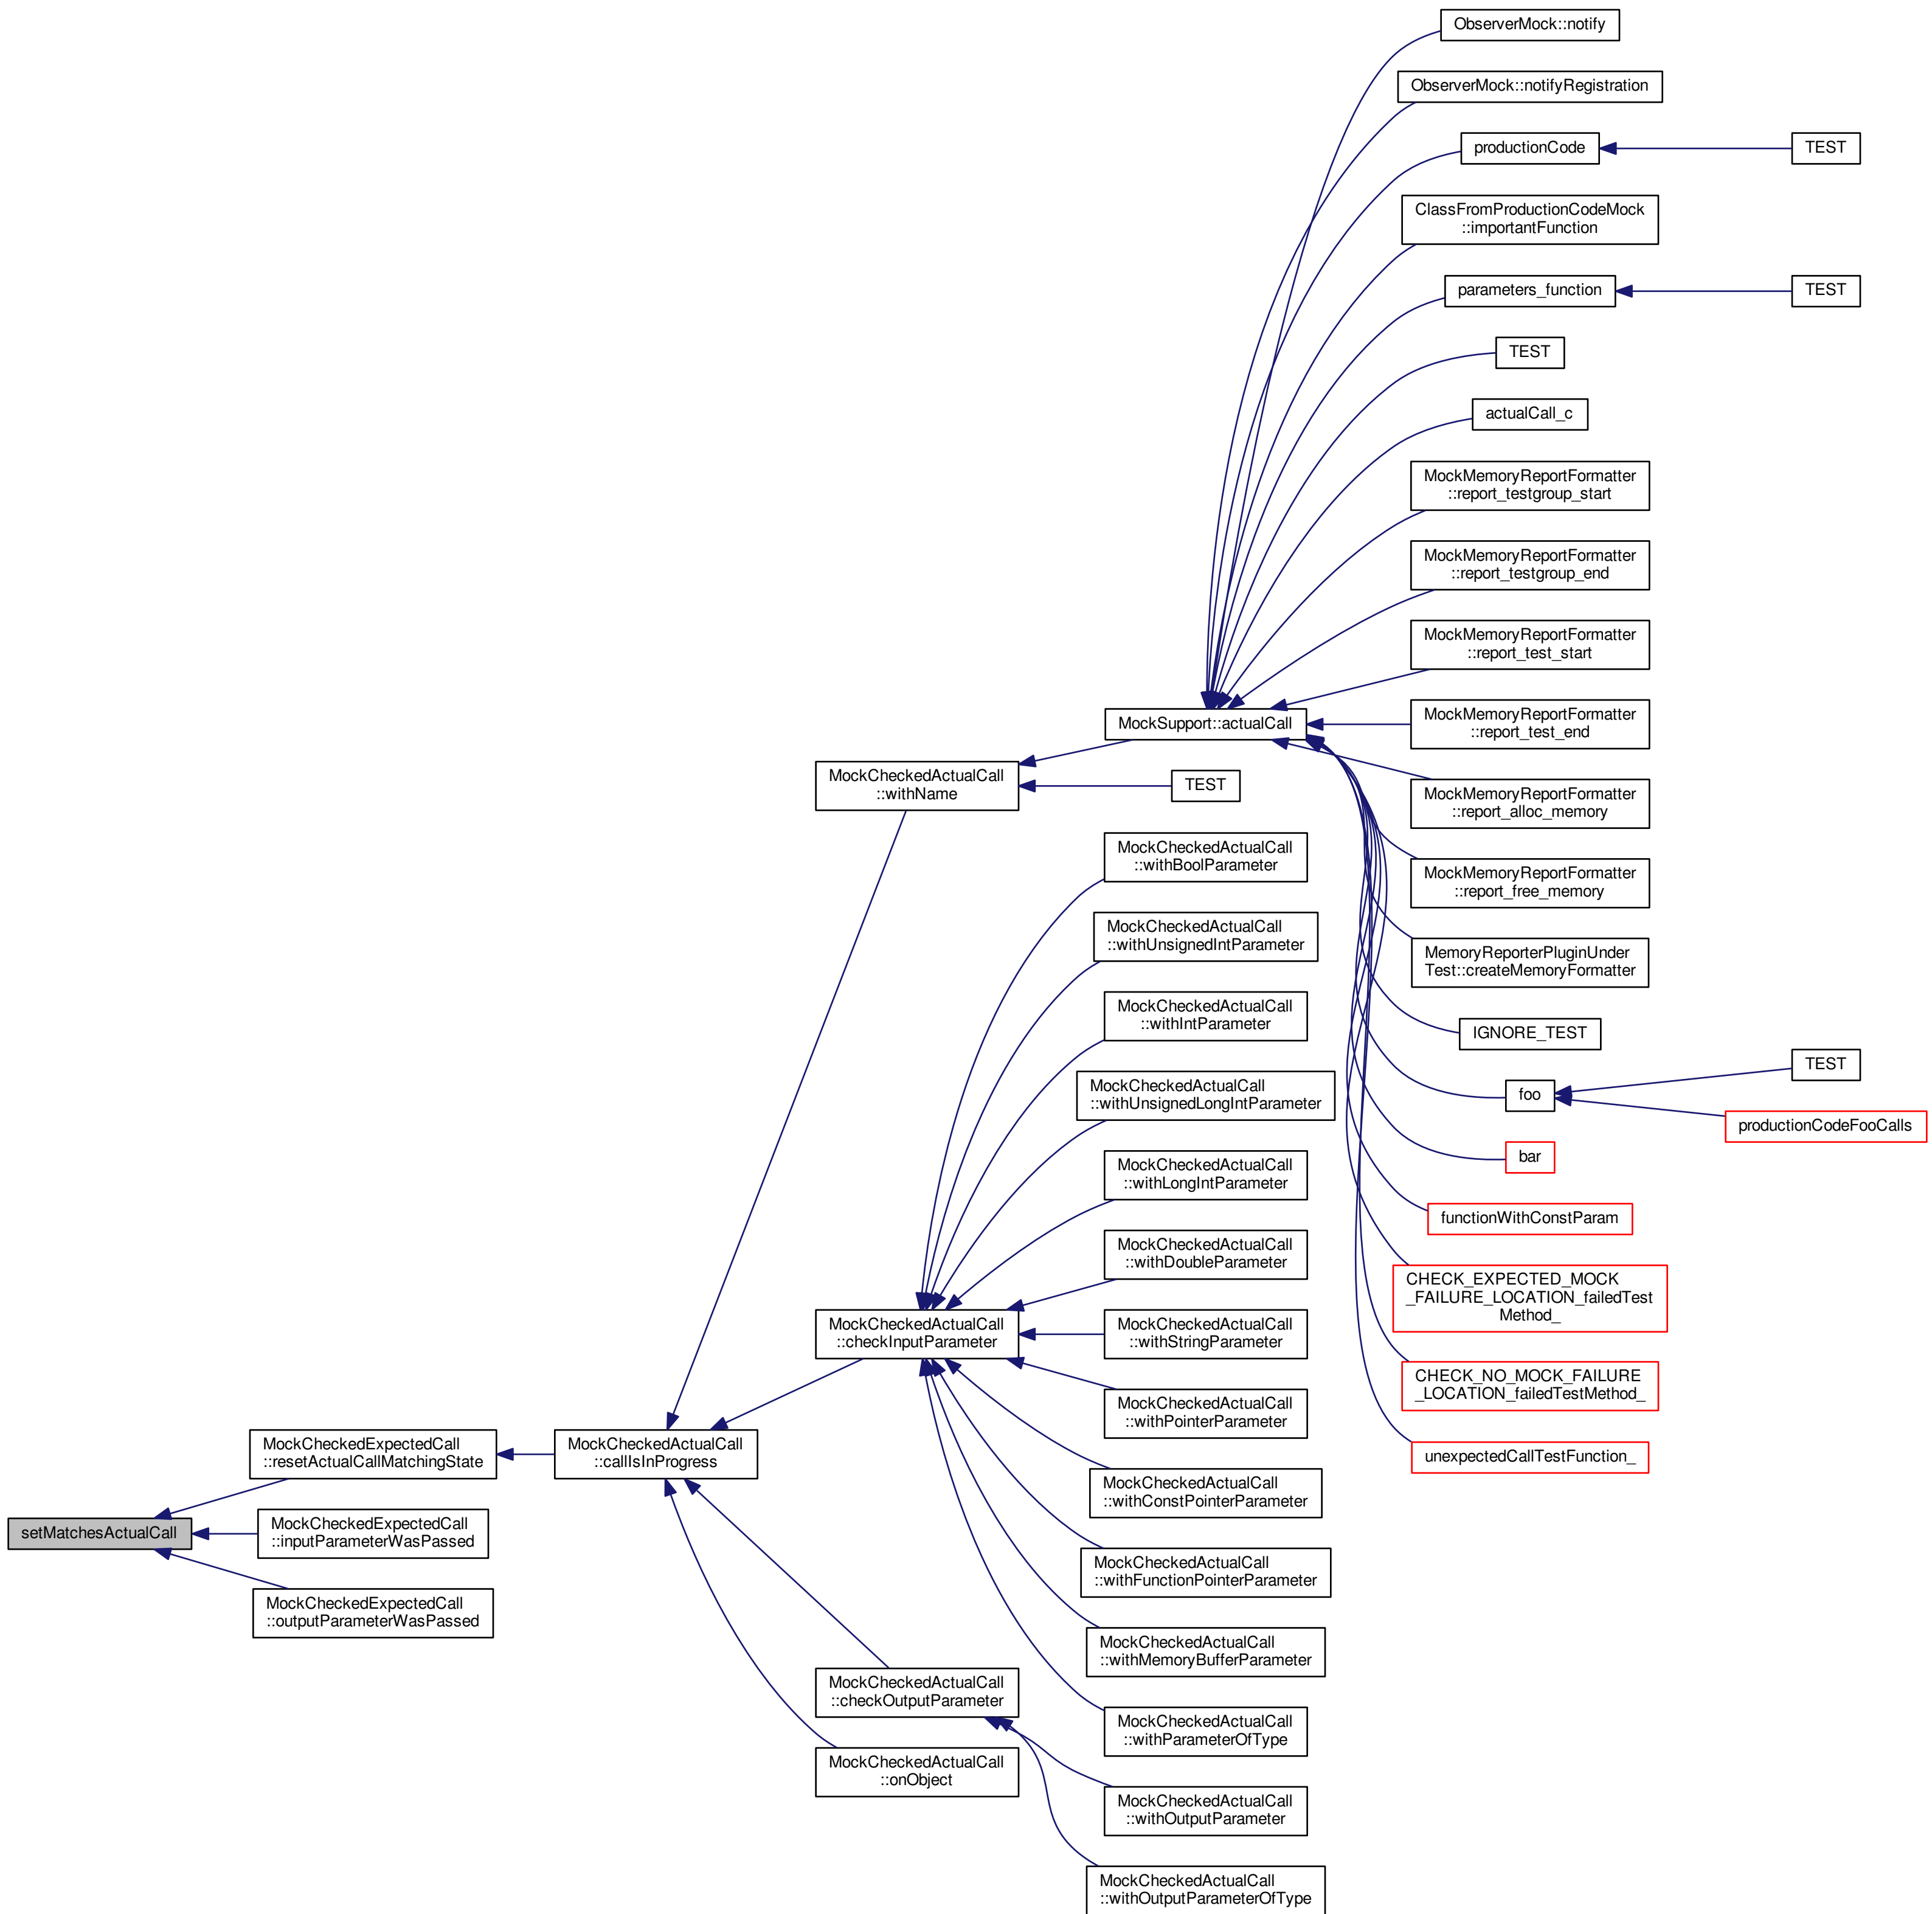 ObserverMock::notify
ObserverMock::notifyRegistration
productionCode
TEST
ClassFromProductionCodeMock
::importantFunction
parameters_function
TEST
TEST
actualCall_c
MockMemoryReportFormatter
::report_testgroup_start
MockMemoryReportFormatter
::report_testgroup_end
MockMemoryReportFormatter
::report_test_start
MockSupport::actualCall
MockMemoryReportFormatter
::report_test_end
MockCheckedActualCall
::withName
TEST
MockMemoryReportFormatter
::report_alloc_memory
MockCheckedActualCall
::withBoolParameter
MockMemoryReportFormatter
::report_free_memory
MockCheckedActualCall
::withUnsignedIntParameter
MemoryReporterPluginUnder
Test::createMemoryFormatter
MockCheckedActualCall
::withIntParameter
IGNORE_TEST
MockCheckedActualCall
::withUnsignedLongIntParameter
foo
TEST
productionCodeFooCalls
MockCheckedActualCall
::withLongIntParameter
bar
functionWithConstParam
MockCheckedActualCall
::withDoubleParameter
CHECK_EXPECTED_MOCK
_FAILURE_LOCATION_failedTest
Method_
MockCheckedActualCall
::checkInputParameter
MockCheckedActualCall
::withStringParameter
CHECK_NO_MOCK_FAILURE
_LOCATION_failedTestMethod_
MockCheckedActualCall
::withPointerParameter
unexpectedCallTestFunction_
MockCheckedExpectedCall
::resetActualCallMatchingState
MockCheckedActualCall
::callIsInProgress
MockCheckedActualCall
::withConstPointerParameter
setMatchesActualCall
MockCheckedExpectedCall
::inputParameterWasPassed
MockCheckedActualCall
::withFunctionPointerParameter
MockCheckedExpectedCall
::outputParameterWasPassed
MockCheckedActualCall
::withMemoryBufferParameter
MockCheckedActualCall
::checkOutputParameter
MockCheckedActualCall
::withParameterOfType
MockCheckedActualCall
::onObject
MockCheckedActualCall
::withOutputParameter
MockCheckedActualCall
::withOutputParameterOfType